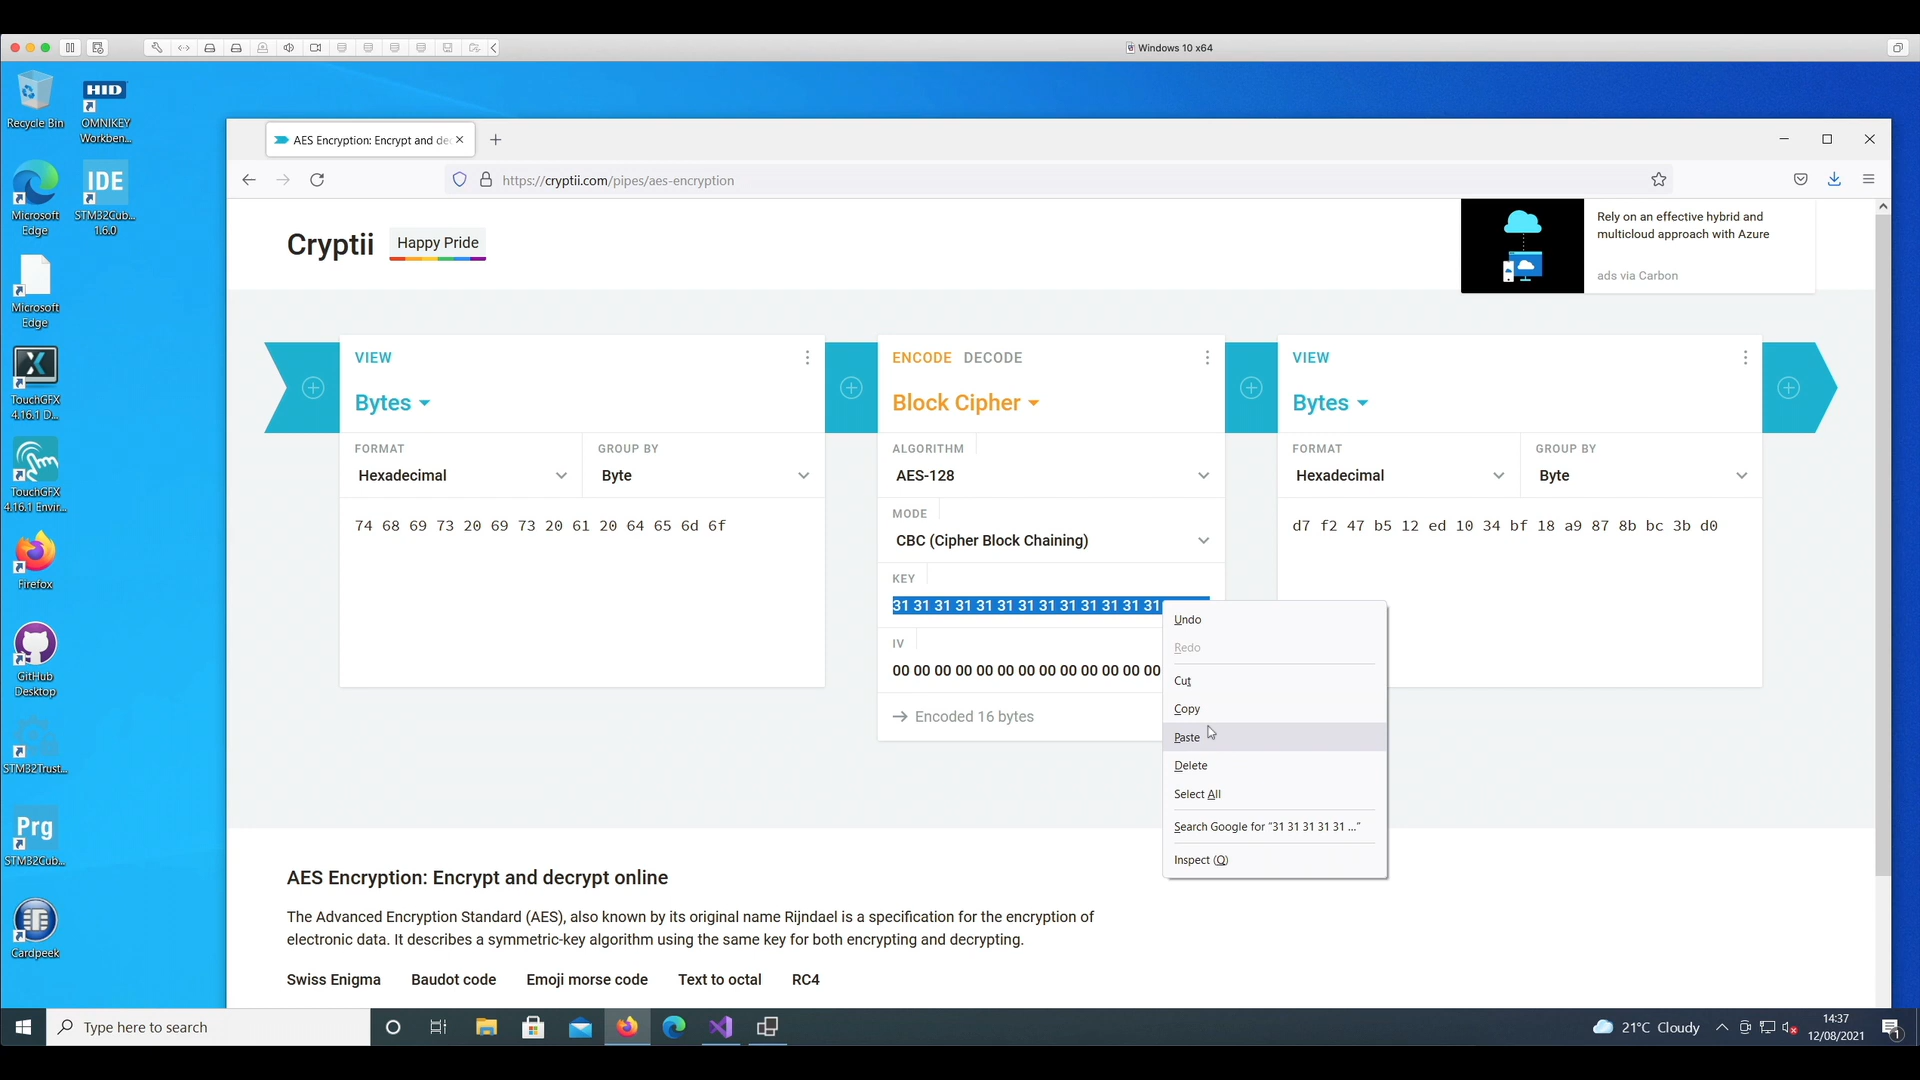 Windows 10 x64
Recycle Bin
HID
OMNIKEY
Workben...
Microsoft
Edge
IDE
STM32Cub...
1.6.0
Microsoft
Edge
TouchGFX
4.16.1 D...
TouchGFX
4.16.1 Envir...
Firefox
GitHub
Desktop
STM32Trust...
Prg
STM32Cub...
Cardpeek
AES Encryption: Encrypt and dec
https://cryptii.com/pipes/aes-encryption
Cryptii
Happy Pride
Rely on an effective hybrid and
multicloud approach with Azure
ads via Carbon
VIEW
Bytes
FORMAT
GROUP BY
Hexadecimal
Byte
74 68 69 73 20 69 73 20 61 20 64 65 6d 6f
ENCODE DECODE
Block Cipher
ALGORITHM
AES-128
MODE
CBC (Cipher Block Chaining)
KEY
31 31 31 31 31 31 31 31 31 31 31 31 31
IV
00 00 00 00 00 00 00 00 00 00 00 00 00
Encoded 16 bytes
VIEW
Bytes
FORMAT
GROUP BY
Hexadecimal
Byte
d7 f2 47 b5 12 ed 10 34 bf 18 a9 87 8b bc 3b d0
Undo
Redo
Cut
Copy
Paste
Delete
Select All
Search Google for “31 31 31 31 31 ...”
Inspect (Q)
AES Encryption: Encrypt and decrypt online
The Advanced Encryption Standard (AES), also known by its original name Rijndael is a specification for the encryption of
electronic data. It describes a symmetric-key algorithm using the same key for both encrypting and decrypting.
Swiss Enigma Baudot code Emoji morse code Text to octal RC4
Type here to search
21°C Cloudy
14:37
12/08/2021
1